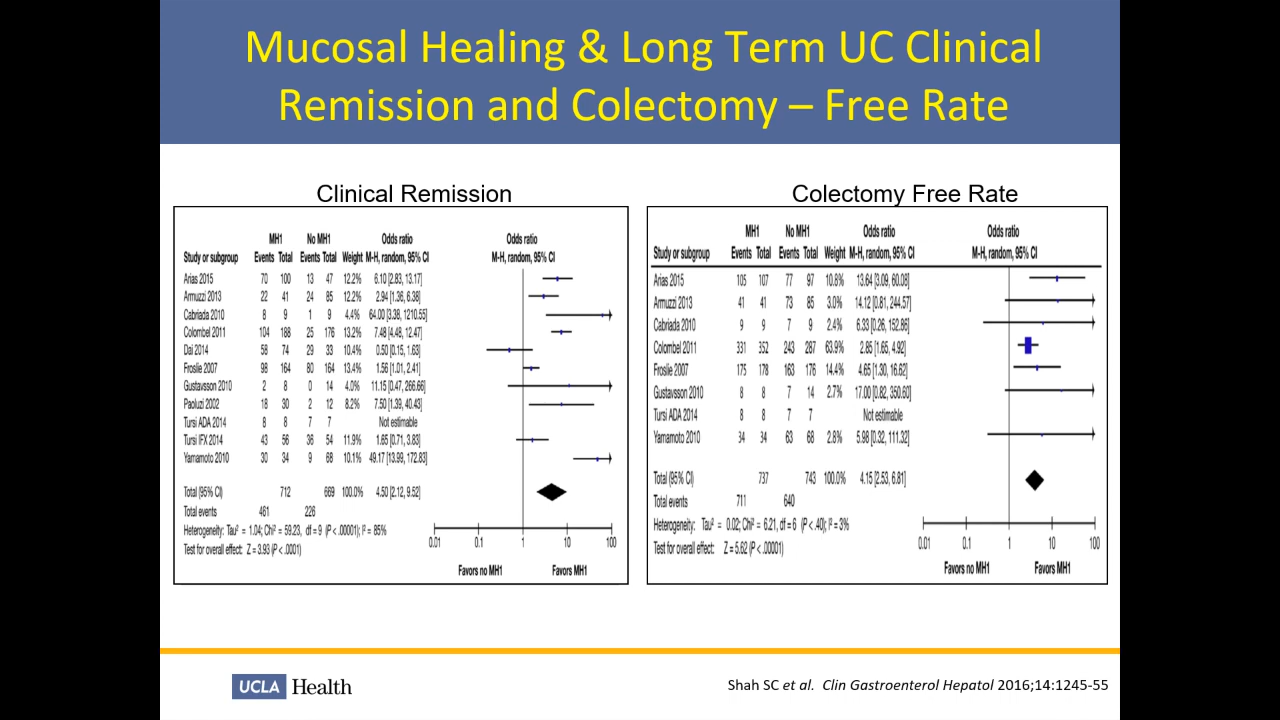 Mucosal Healing & Long Term UC Clinical
Remission and Colectomy – Free Rate
Clinical Remission
MH1 No MH1 Odds ratio Odds ratio
Study or subgroup Events Total Events Total Weight M-H, random, 95% CI M-H, random, 95% CI
Arias 2015 70 100 13 47 12.2% 6.10 [2.83, 13.17]
Armuzzi 2013 22 41 24 85 12.2% 2.94 [1.36, 6.38]
Cabriada 2010 8 9 1 9 4.4% 64.00 [3.38, 1210.55]
Colombel 2011 104 188 25 176 13.2% 7.48 [4.48, 12.47]
Dai 2014 58 74 29 33 10.4% 0.50 [0.15, 1.63]
Froslie 2007 98 164 80 164 13.4% 1.56 [1.01, 2.41]
Gustavsson 2010 2 8 0 14 4.0% 11.15 [0.47, 266.66]
Paoluzi 2002 18 30 2 12 8.2% 7.50 [1.39, 40.43]
Tursi ADA 2014 8 8 7 7 Not estimable
Tursi IFX 2014 43 56 36 54 11.9% 1.65 [0.71, 3.83]
Yamamoto 2010 30 34 9 68 10.1% 49.17 [13.99, 172.83]
Total (95% CI) 712 669 100.0% 4.50 [2.12, 9.52]
Total events 461 226
Heterogeneity: Tau² = 1.04; Chi² = 59.23, df = 9 (P < .00001); I² = 85%
Test for overall effect: Z = 3.93 (P < .0001)
0.01 0.1 1 10 100
Favors no MH1 Favors MH1
Colectomy Free Rate
MH1 No MH1 Odds ratio Odds ratio
Study or subgroup Events Total Events Total Weight M-H, random, 95% CI M-H, random, 95% CI
Arias 2015 105 107 77 97 10.8% 13.64 [3.09, 60.08]
Armuzzi 2013 41 41 73 85 3.0% 14.12 [0.81, 244.57]
Cabriada 2010 9 9 7 9 2.4% 6.33 [0.26, 152.86]
Colombel 2011 331 352 243 287 63.9% 2.85 [1.65, 4.92]
Froslie 2007 175 178 163 176 14.4% 4.65 [1.30, 16.62]
Gustavsson 2010 8 8 7 14 2.7% 17.00 [0.82, 350.60]
Tursi ADA 2014 8 8 7 7 Not estimable
Yamamoto 2010 34 34 63 68 2.8% 5.98 [0.32, 111.32]
Total (95% CI) 737 743 100.0% 4.15 [2.53, 6.81]
Total events 711 640
Heterogeneity: Tau² = 0.02; Chi² = 6.21, df = 6 (P < .40); I² = 3%
Test for overall effect: Z = 5.62 (P < .00001)
0.01 0.1 1 10 100
Favors no MH1 Favors MH1
UCLA Health
Shah SC et al. Clin Gastroenterol Hepatol 2016;14:1245-55